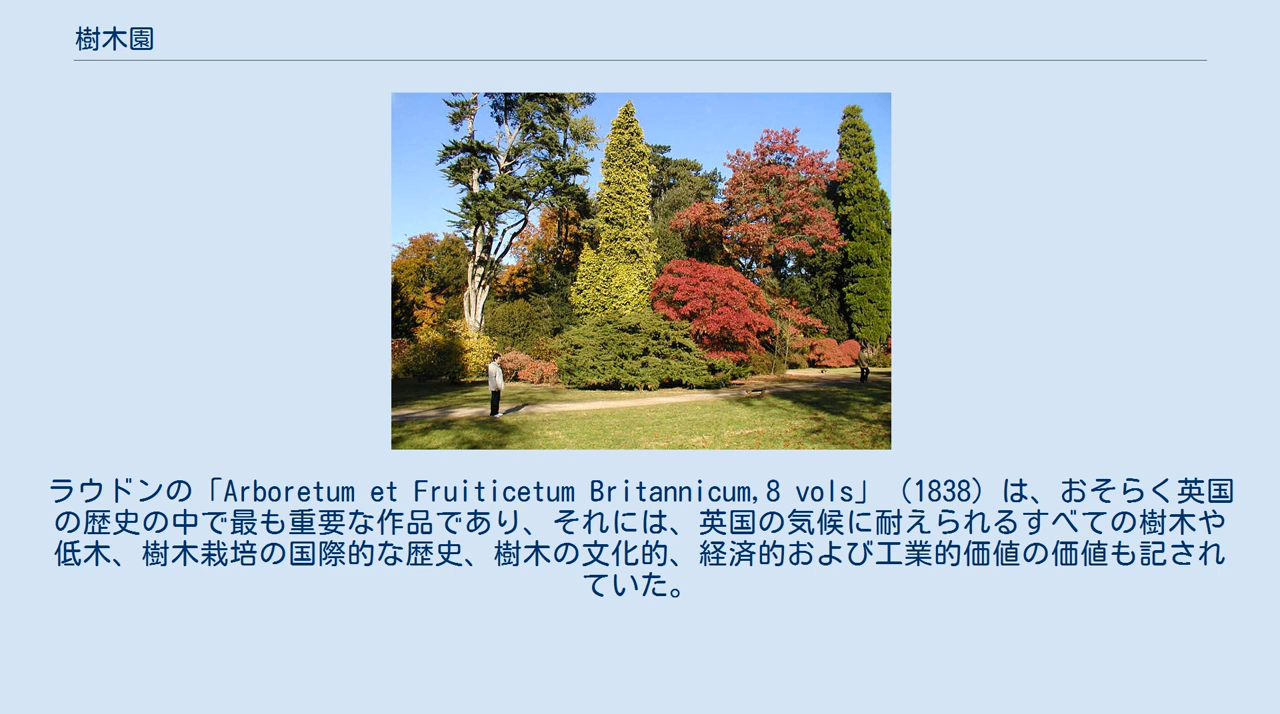 樹木園
ラウドンの「Arboretum et Fruiticetum Britannicum,8 vols」（1838）は、おそらく英国
の歴史の中で最も重要な作品であり、それには、英国の気候に耐えられるすべての樹木や
低木、樹木栽培の国際的な歴史、樹木の文化的、経済的および工業的価値の価値も記され
ていた。